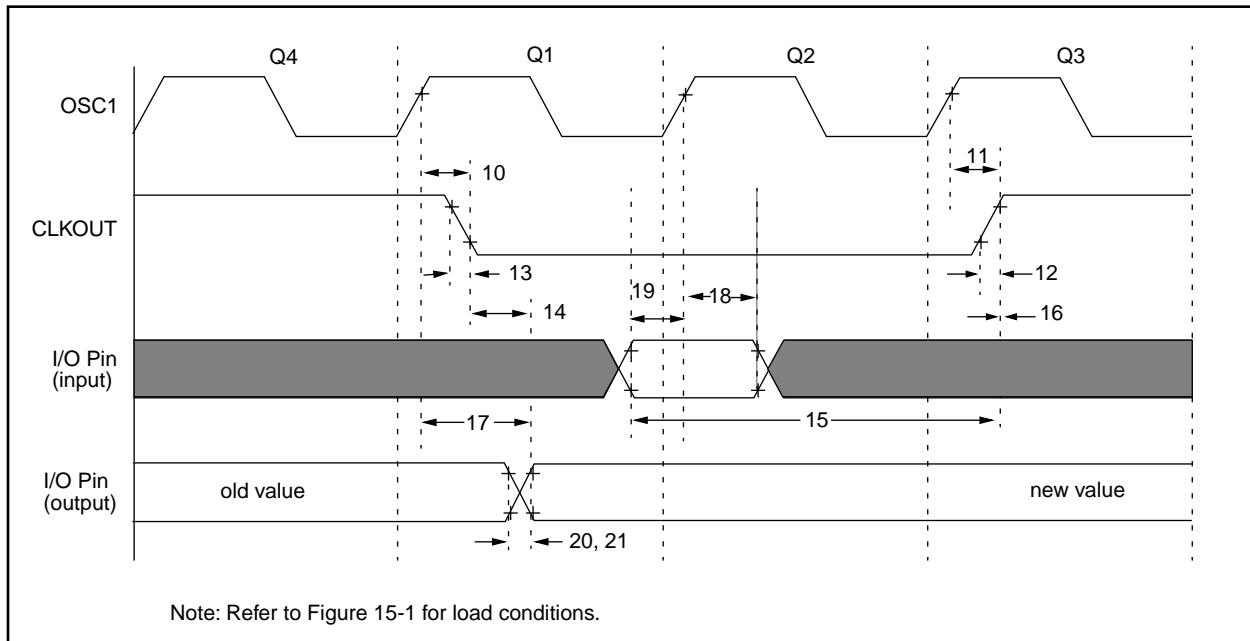 Q4 Q1 Q2 Q3
OSC1
11
10
CLKOUT
13 12
19 18
14 16
I/O Pin
(input)
17 15
I/O Pin
(output)
old value new value
20, 21
Note: Refer to Figure 15-1 for load conditions.